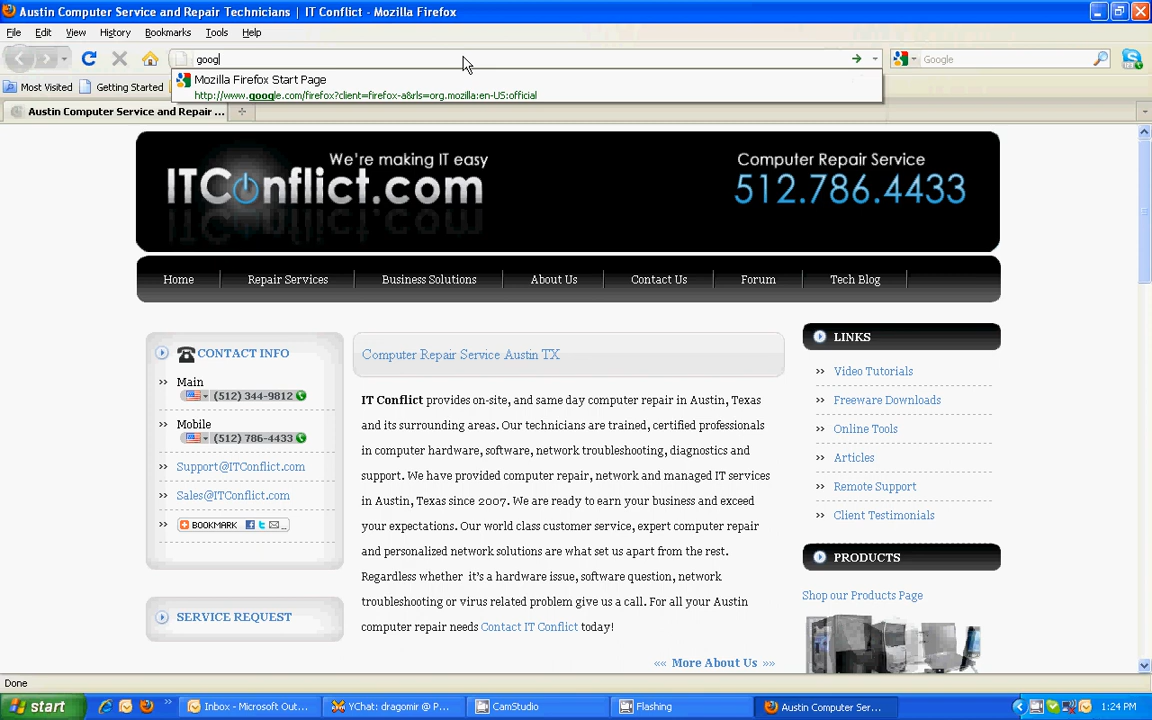 Austin Computer Service and Repair Technicians | IT Conflict - Mozilla Firefox
File Edit View History Bookmarks Tools Help
goog
Google
Mozilla Firefox Start Page
http://www.google.com/firefox?client=firefox-a&rls=org.mozilla:en-US:official
Most Visited Getting Started
Austin Computer Service and Repair ...
We're making IT easy
ITConflict.com
Computer Repair Service
512.786.4433
Home Repair Services Business Solutions About Us Contact Us Forum Tech Blog
CONTACT INFO
Main
(512) 344-9812
Mobile
(512) 786-4433
Support@ITConflict.com
Sales@ITConflict.com
BOOKMARK
SERVICE REQUEST
Computer Repair Service Austin TX
IT Conflict provides on-site, and same day computer repair in Austin, Texas
and its surrounding areas. Our technicians are trained, certified professionals
in computer hardware, software, network troubleshooting, diagnostics and
support. We have provided computer repair, network and managed IT services
in Austin, Texas since 2007. We are ready to earn your business and exceed
your expectations. Our world class customer service, expert computer repair
and personalized network solutions are what set us apart from the rest.
Regardless whether it's a hardware issue, software question, network
troubleshooting or virus related problem give us a call. For all your Austin
computer repair needs Contact IT Conflict today!
«« More About Us »»
LINKS
Video Tutorials
Freeware Downloads
Online Tools
Articles
Remote Support
Client Testimonials
PRODUCTS
Shop our Products Page
Done
start
Inbox - Microsoft Out...
YChat: dragomir @ P...
CamStudio
Flashing
Austin Computer Ser...
1:24 PM